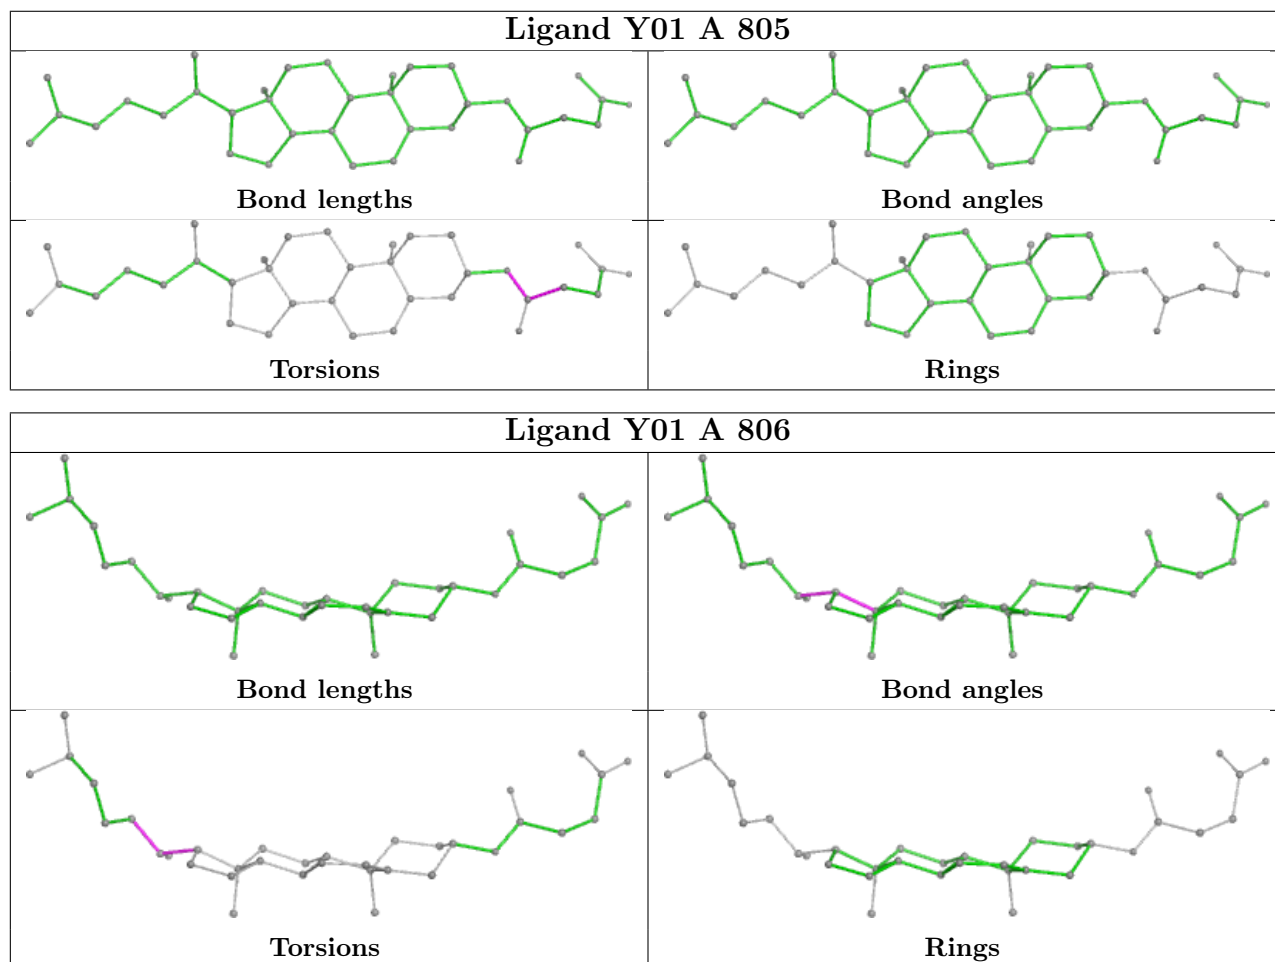 Ligand Y01 A 805
Bond lengths
Bond angles
Torsions
Rings
Ligand Y01 A 806
Bond lengths
Bond angles
Torsions
Rings